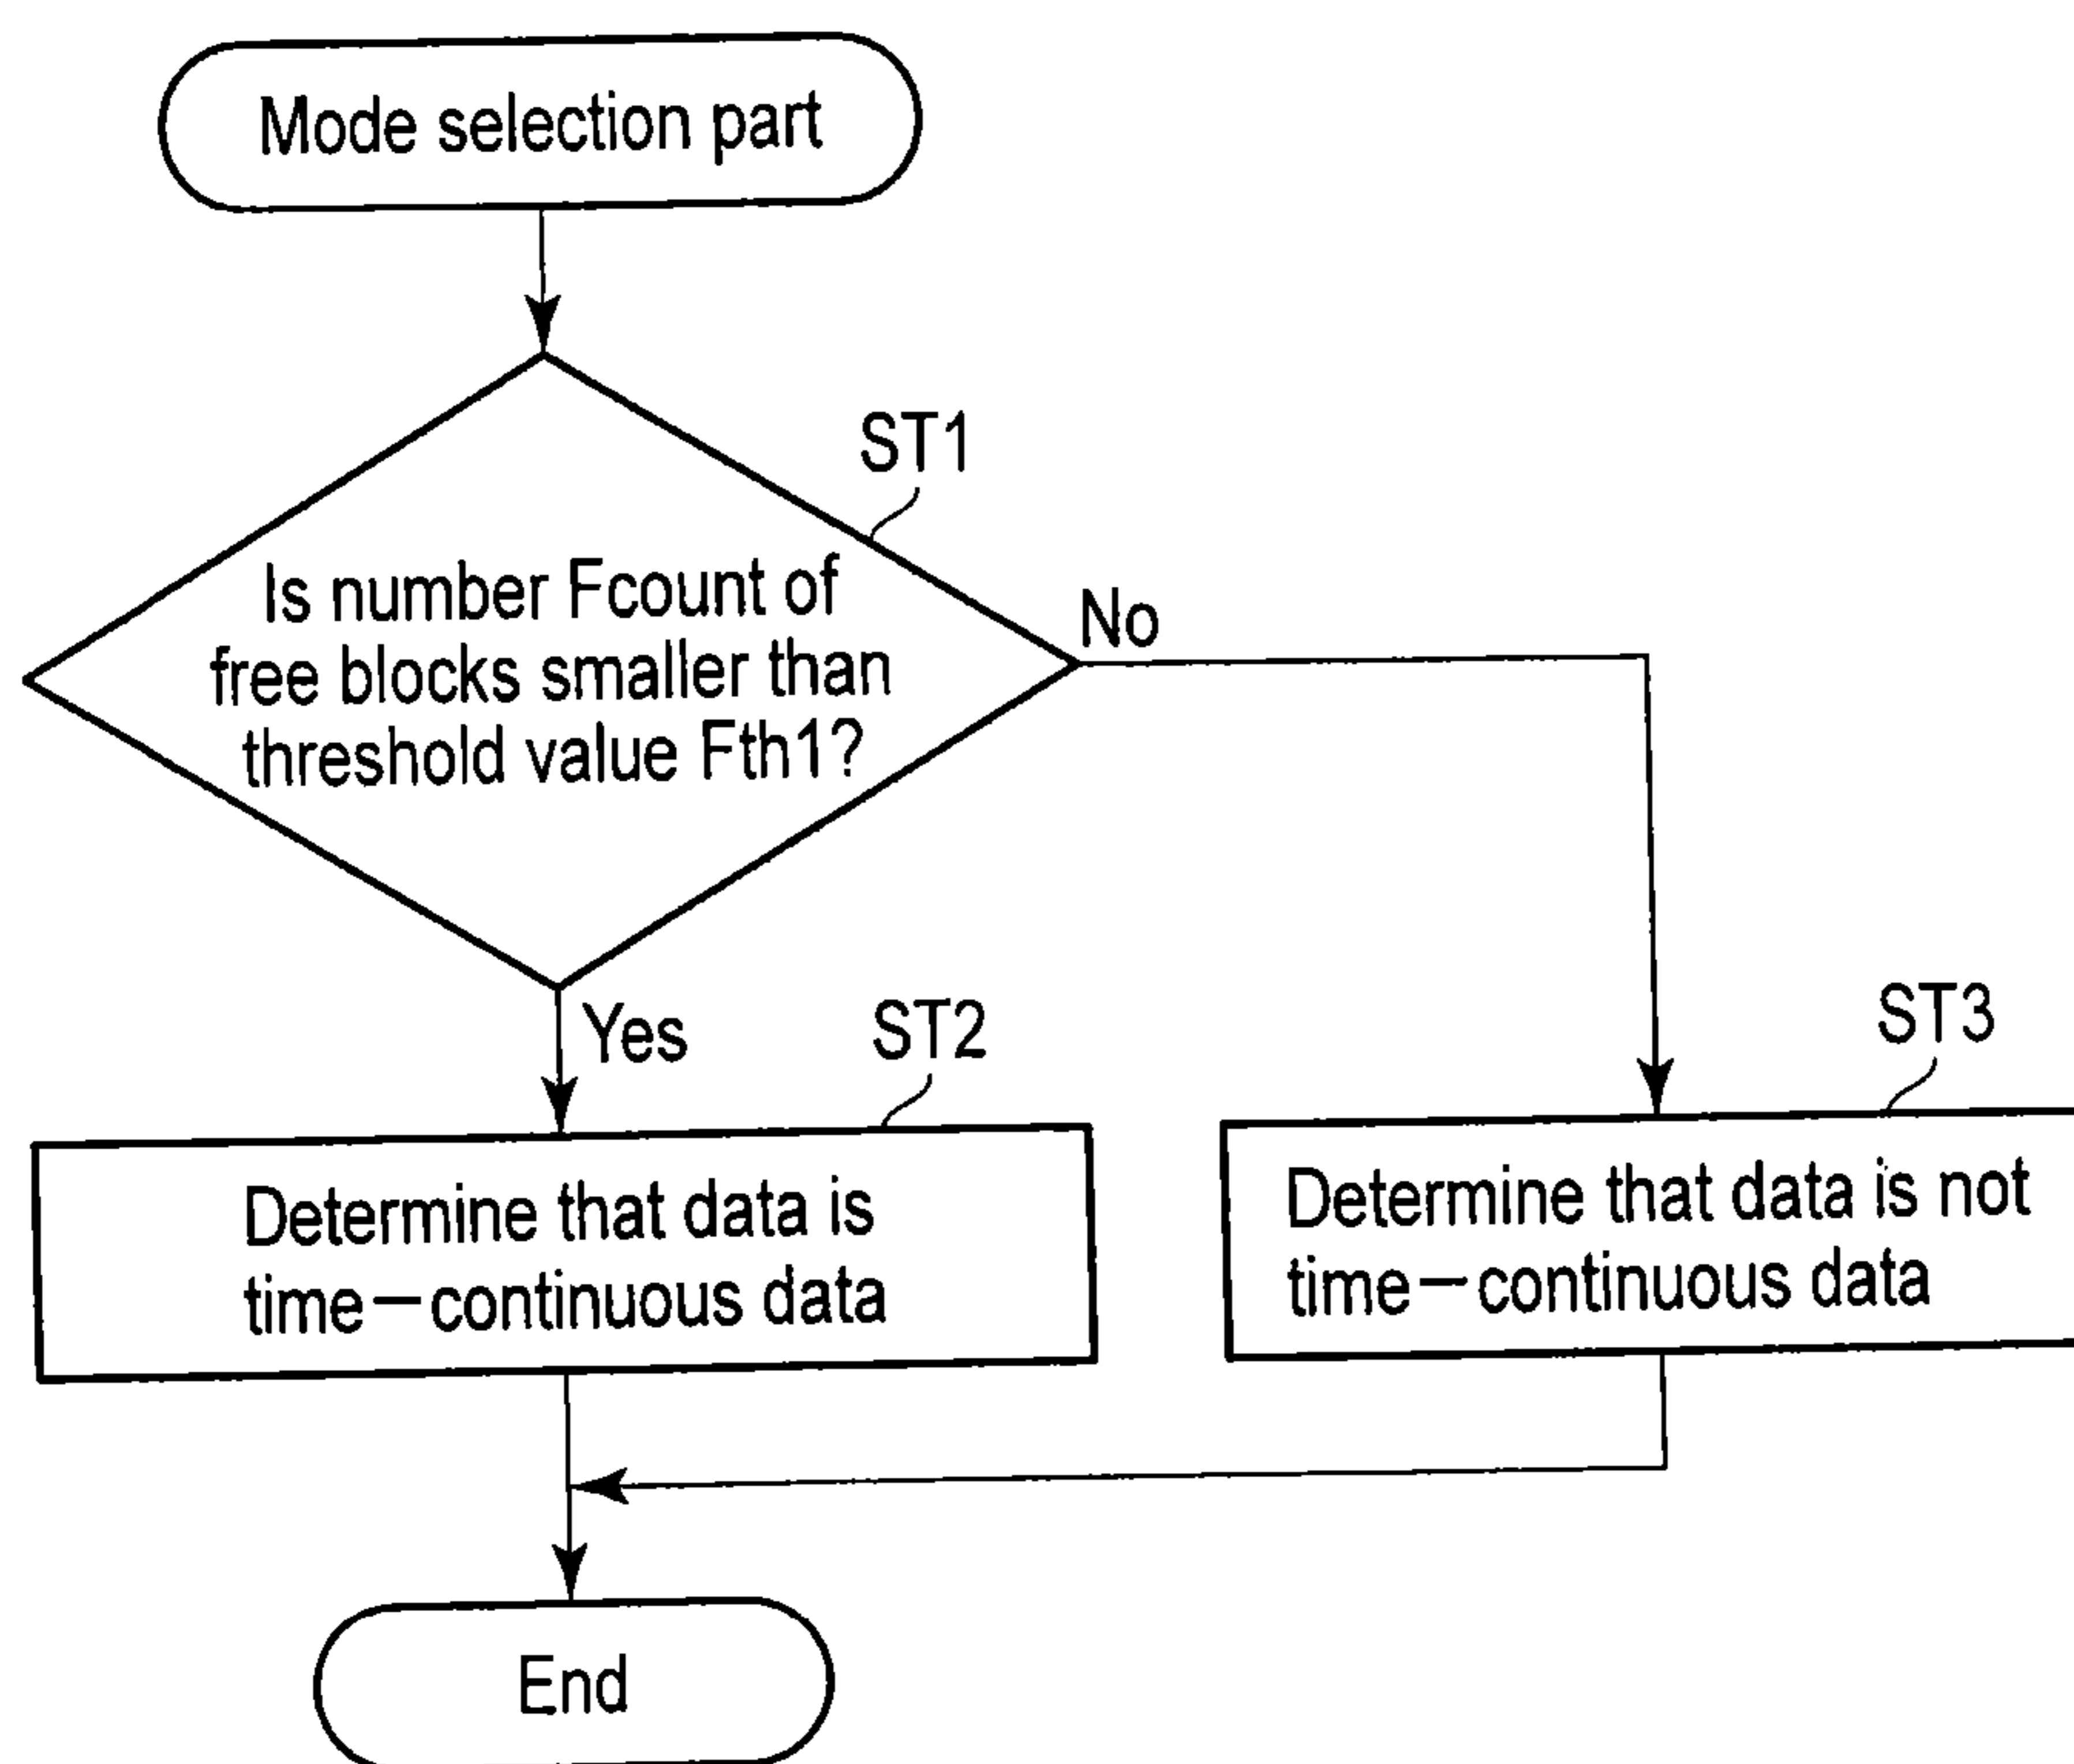 Mode selection part
ST1
Is number Fcount of
free blocks smaller than
threshold value Fth1?
No
Yes
ST2
ST3
Determine that data is
time-continuous data
Determine that data is not
time-continuous data
End